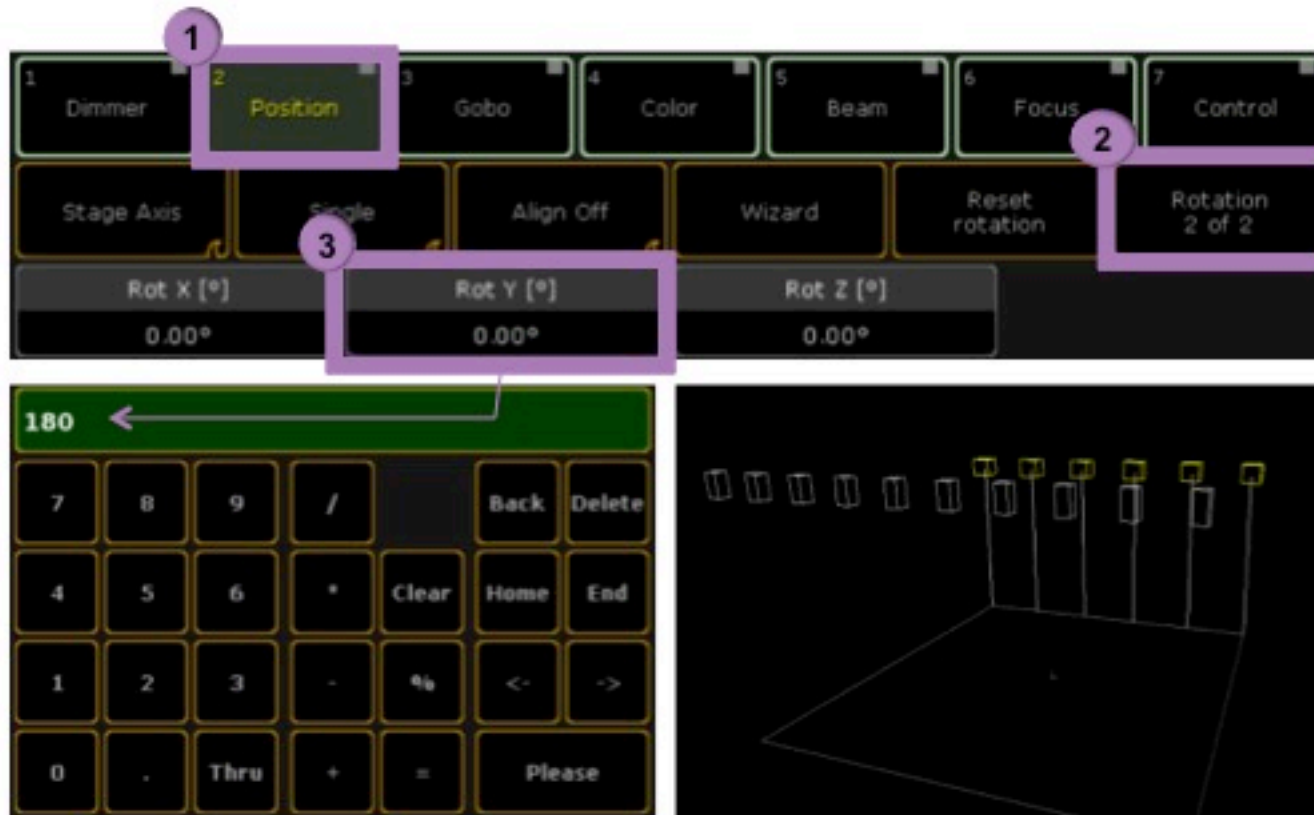 1
2
3
1 Dimmer
2 Position
3 Gobo
4 Color
5 Beam
6 Focus
7 Control
Stage Axis
Single
Align Off
Wizard
Reset
rotation
Rotation
2 of 2
Rot X [°]
0.00°
Rot Y [°]
0.00°
Rot Z [°]
0.00°
180
7 8 9 / Back Delete
4 5 6 * Clear Home End
1 2 3 - % <- ->
0 . Thru + = Please